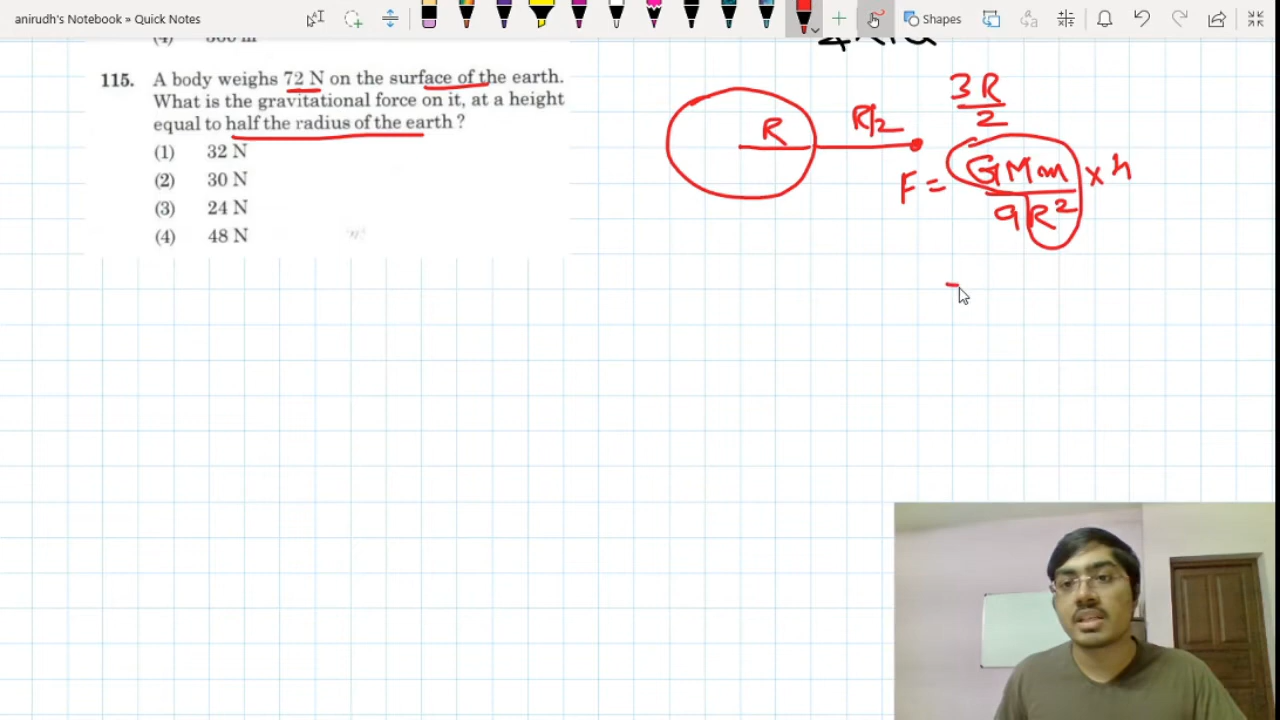 anirudh's Notebook » Quick Notes
Shapes
115. A body weighs 72 N on the surface of the earth.
What is the gravitational force on it, at a height
equal to half the radius of the earth ?
(1) 32 N
(2) 30 N
(3) 24 N
(4) 48 N
R
R/2
3R
2
F = GMm × 4
9R²